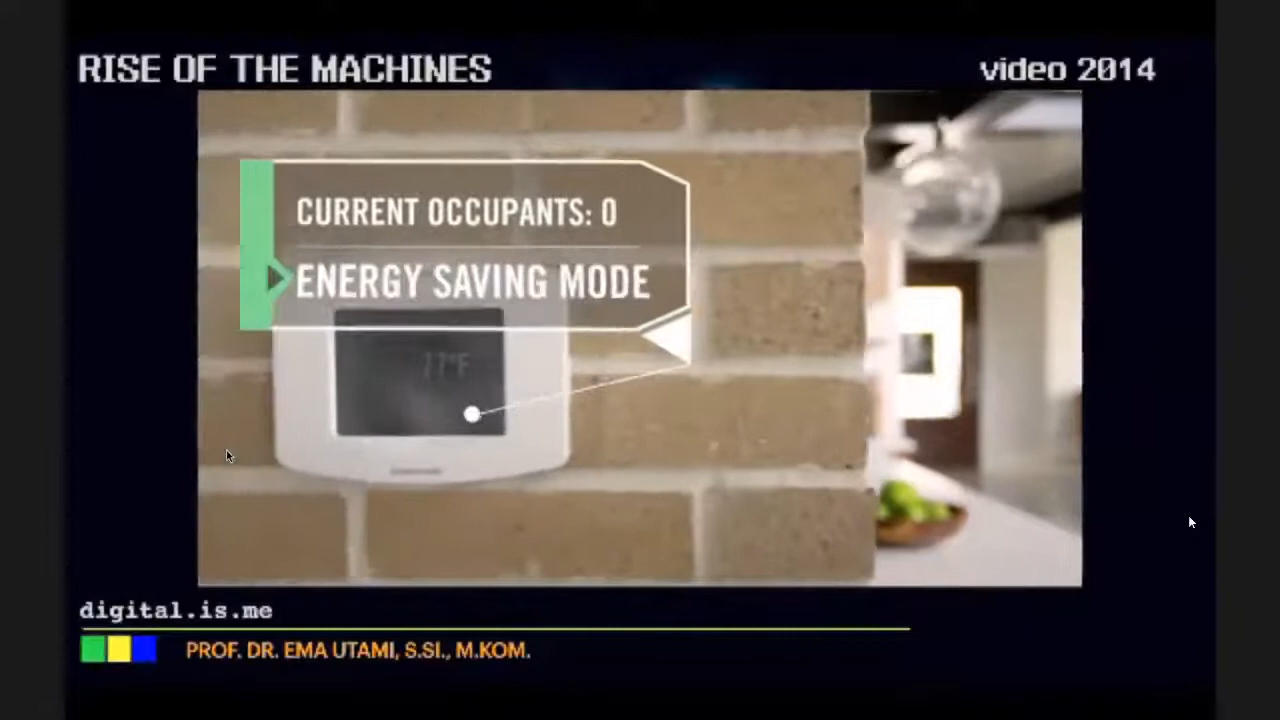 RISE OF THE MACHINES
video 2014
CURRENT OCCUPANTS: 0
ENERGY SAVING MODE
77°F
digital.is.me
PROF. DR. EMA UTAMI, S.SI., M.KOM.